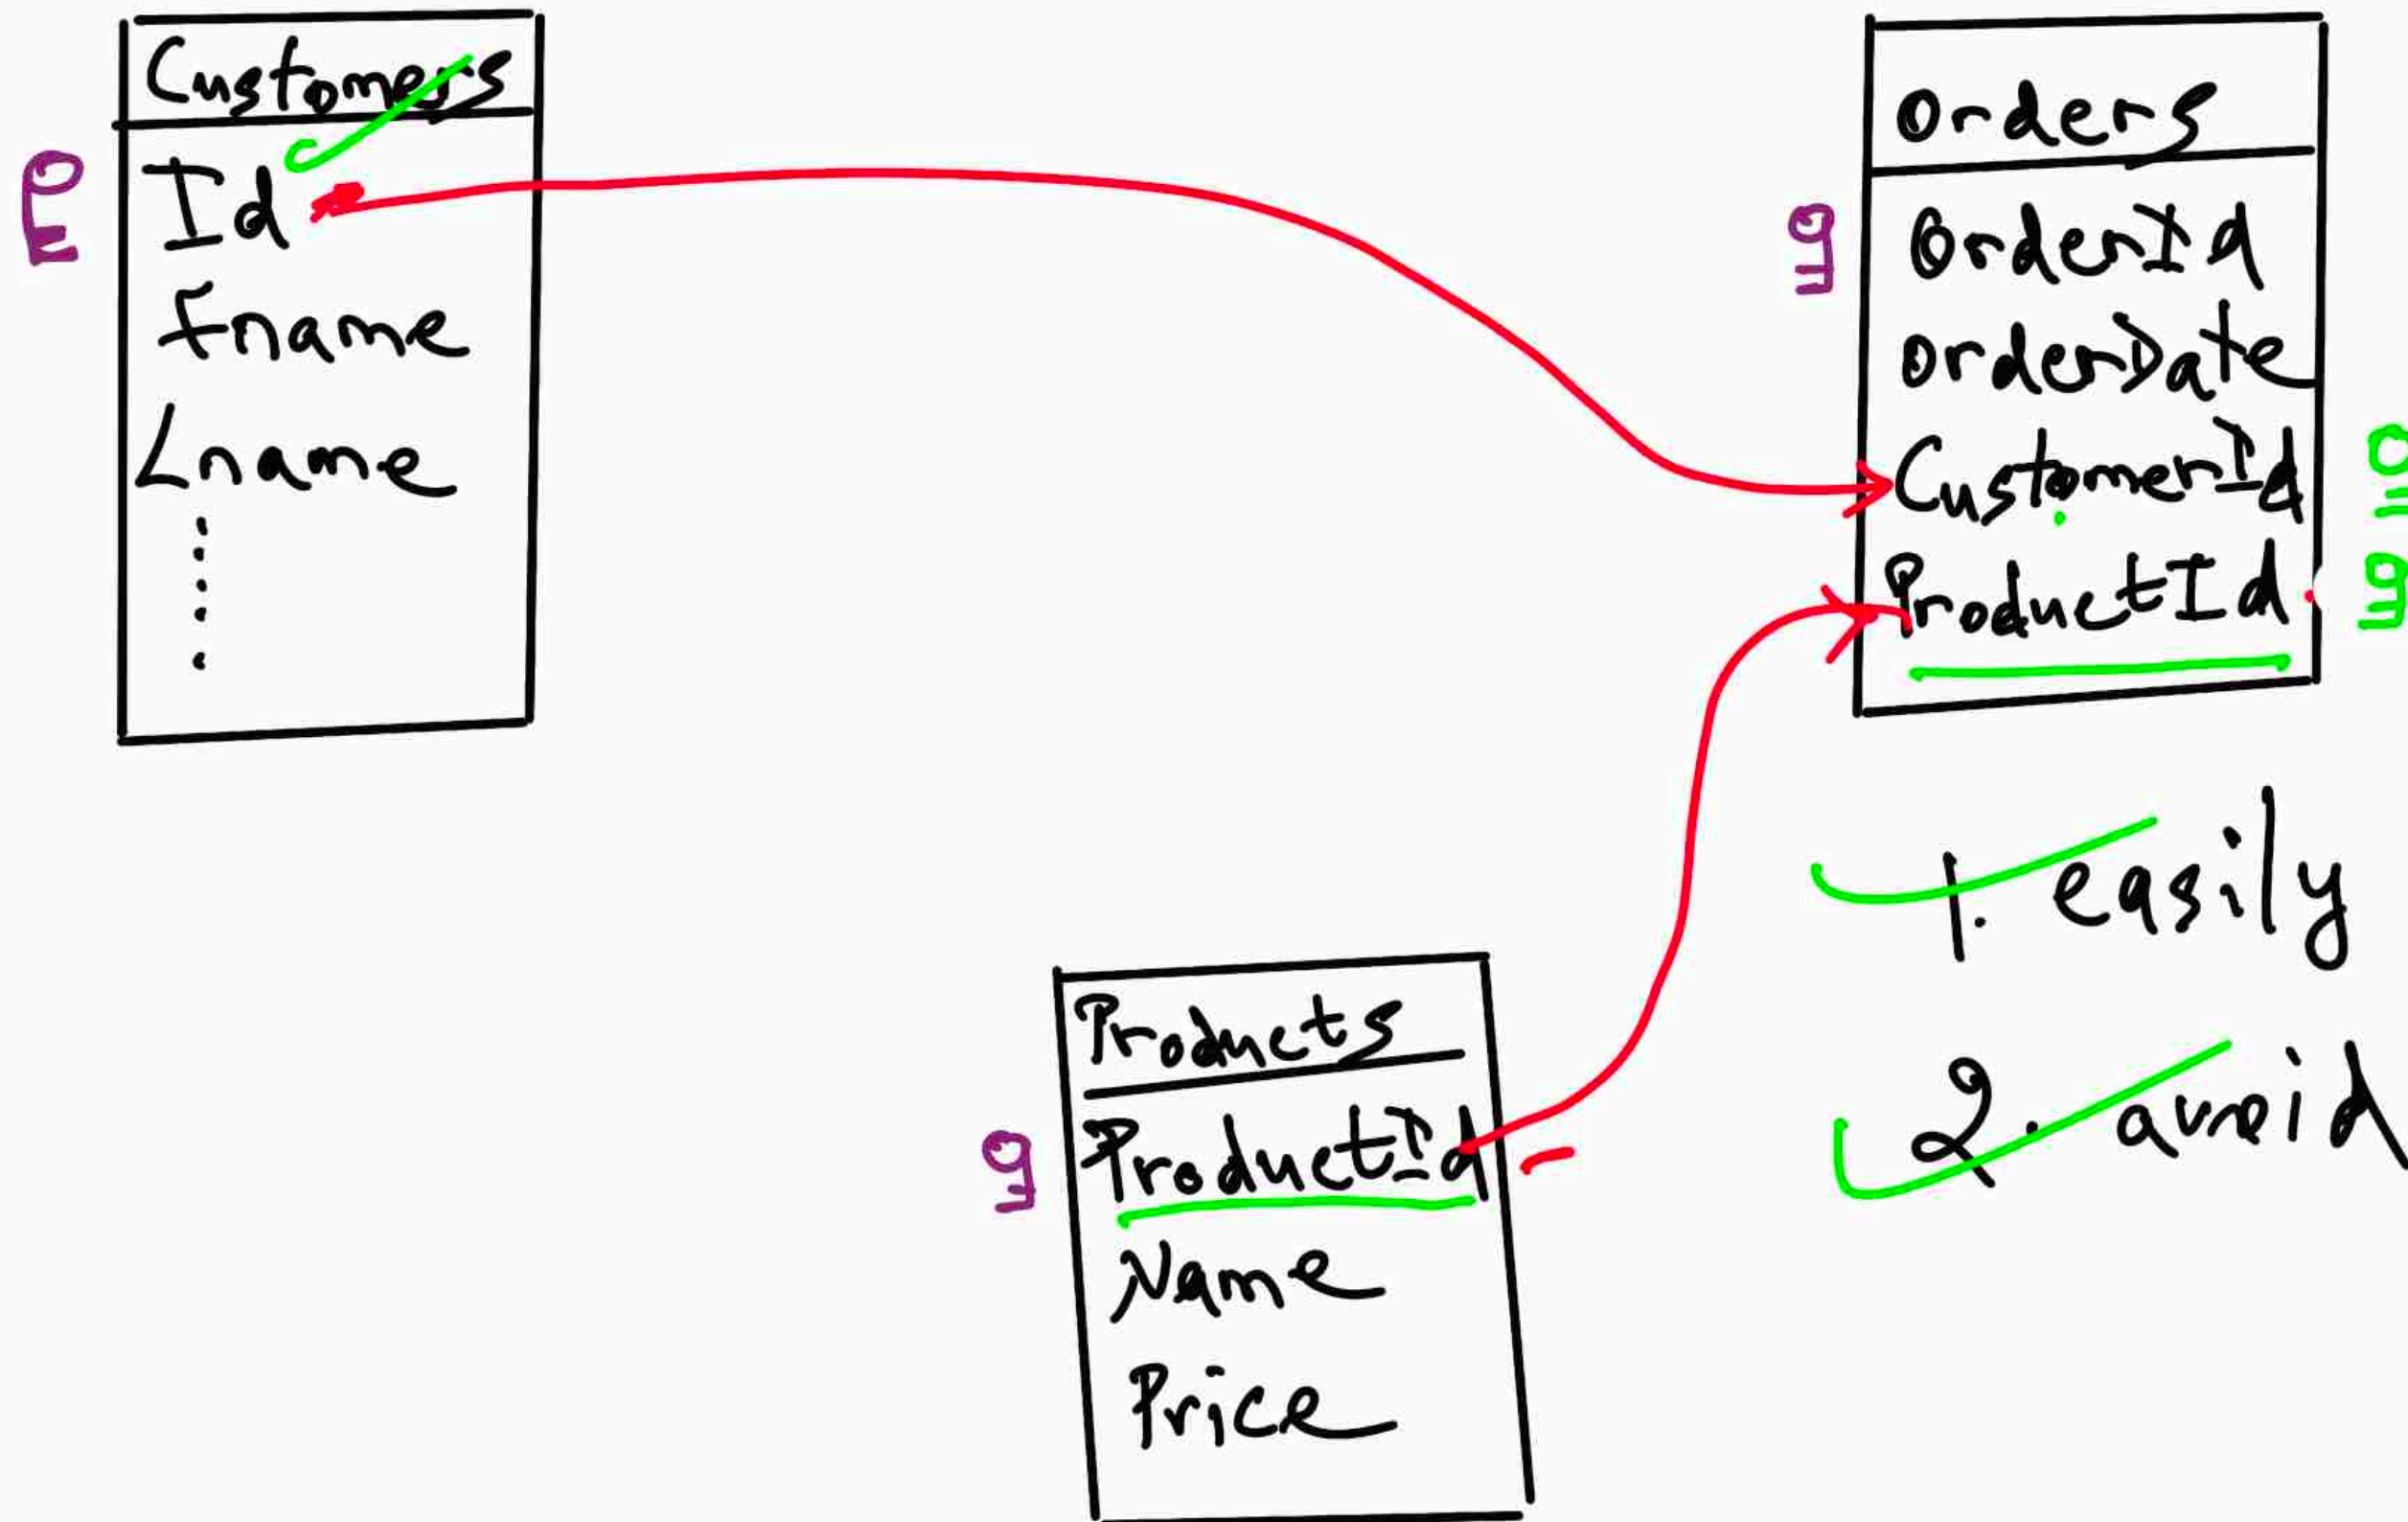 Customers
Id
Fname
Lname
Orders
OrderId
OrderDate
CustomerId
ProductId
1. easily
2. avoid
Products
ProductId
Name
Price